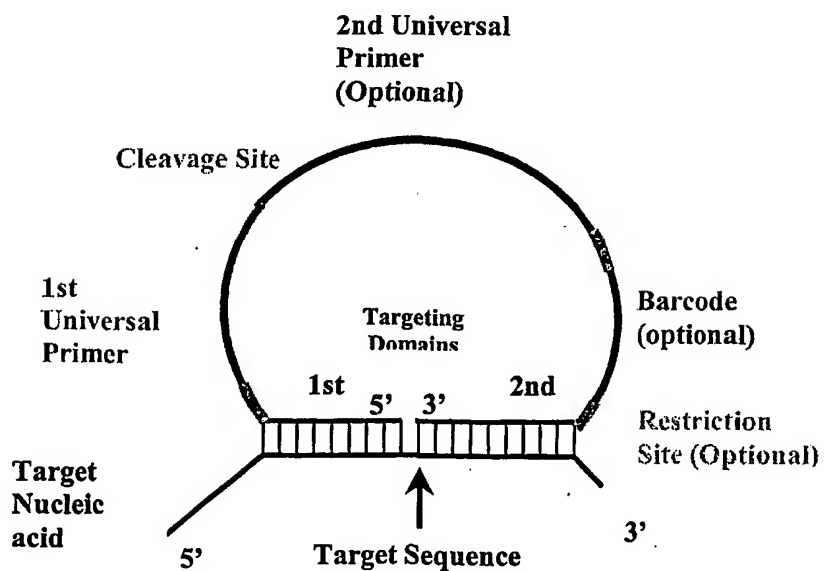 2nd Universal
Primer
(Optional)
Cleavage Site
1st
Universal
Primer
Targeting
Domains
Barcode
(optional)
1st 5’ 3’ 2nd
Restriction
Site (Optional)
Target
Nucleic
acid
5’
Target Sequence
3’